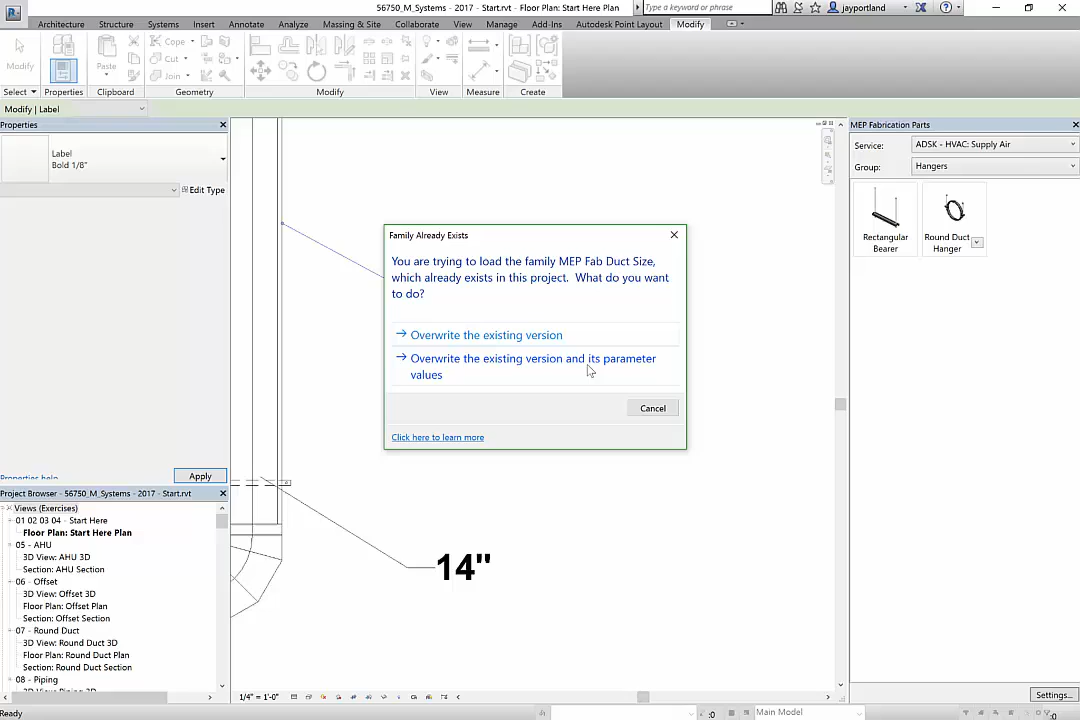 56750_M_Systems - 2017 - Start.rvt - Floor Plan: Start Here Plan
Type a keyword or phrase
jayportland
Architecture Structure Systems Insert Annotate Analyze Massing & Site Collaborate View Manage Add-Ins Autodesk Point Layout Modify
Modify
Paste
Cope
Cut
Join
Select Properties Clipboard Geometry Modify View Measure Create
Modify | Label
Properties
Label
Bold 1/8"
Edit Type
Properties help
Apply
Project Browser - 56750_M_Systems - 2017 - Start.rvt
Views (Exercises)
01 02 03 04 - Start Here
Floor Plan: Start Here Plan
05 - AHU
3D View: AHU 3D
Section: AHU Section
06 - Offset
3D View: Offset 3D
Floor Plan: Offset Plan
Section: Offset Section
07 - Round Duct
3D View: Round Duct 3D
Floor Plan: Round Duct Plan
Section: Round Duct Section
08 - Piping
3D View: Piping 3D
Family Already Exists
You are trying to load the family MEP Fab Duct Size,
which already exists in this project. What do you want
to do?
Overwrite the existing version
Overwrite the existing version and its parameter
values
Cancel
Click here to learn more
14"
MEP Fabrication Parts
Service: ADSK - HVAC: Supply Air
Group: Hangers
Rectangular
Bearer
Round Duct
Hanger
Settings...
1/4" = 1'-0"
Ready
:0
Main Model
:0